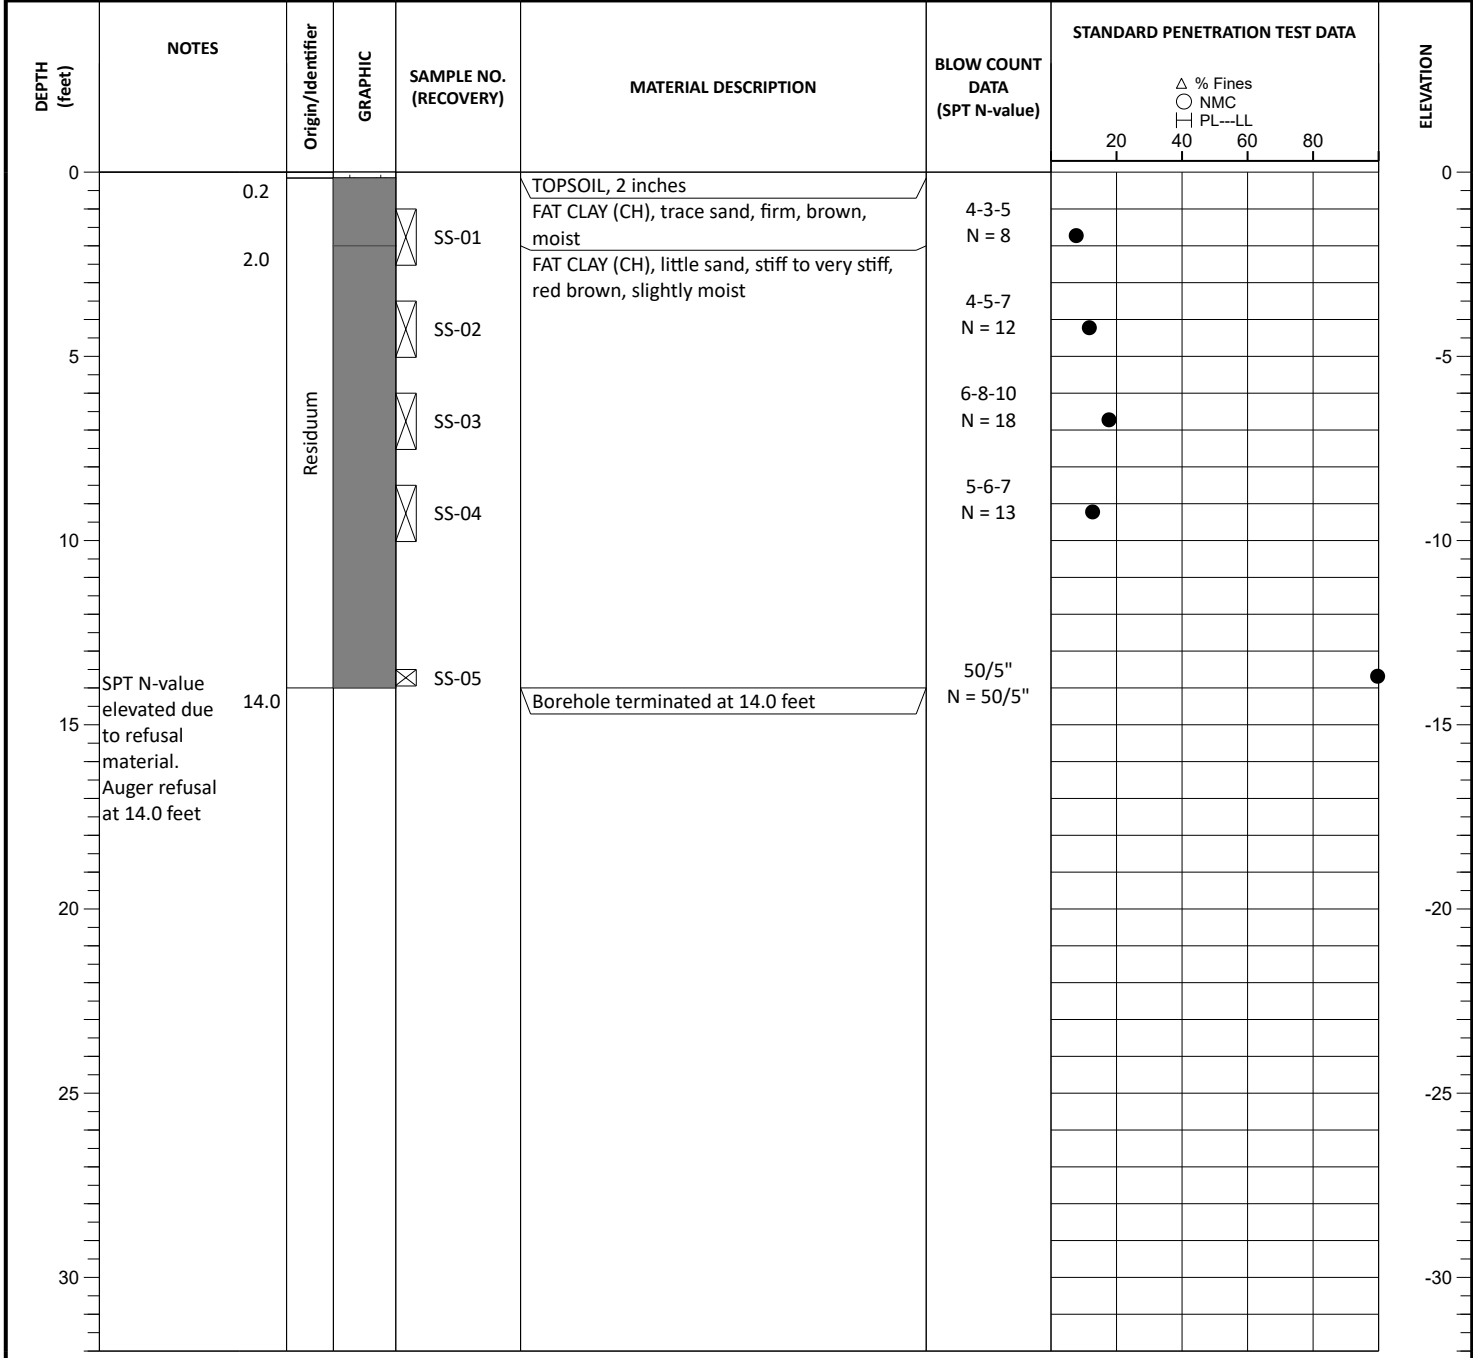 DEPTH
(feet)
NOTES
Origin/Identifier
GRAPHIC
SAMPLE NO.
(RECOVERY)
MATERIAL DESCRIPTION
BLOW COUNT
DATA
(SPT N-value)
STANDARD PENETRATION TEST DATA
△ % Fines
○ NMC
PL---LL
20 40 60 80
ELEVATION
0
0.2
TOPSOIL, 2 inches
0
FAT CLAY (CH), trace sand, firm, brown,
moist
SS-01
4-3-5
N = 8
2.0
FAT CLAY (CH), little sand, stiff to very stiff,
red brown, slightly moist
SS-02
4-5-7
N = 12
5
-5
Residuum
SS-03
6-8-10
N = 18
SS-04
5-6-7
N = 13
10
-10
SS-05
50/5"
N = 50/5"
SPT N-value
elevated due
to refusal
material.
Auger refusal
at 14.0 feet
14.0
Borehole terminated at 14.0 feet
15
-15
20
-20
25
-25
30
-30